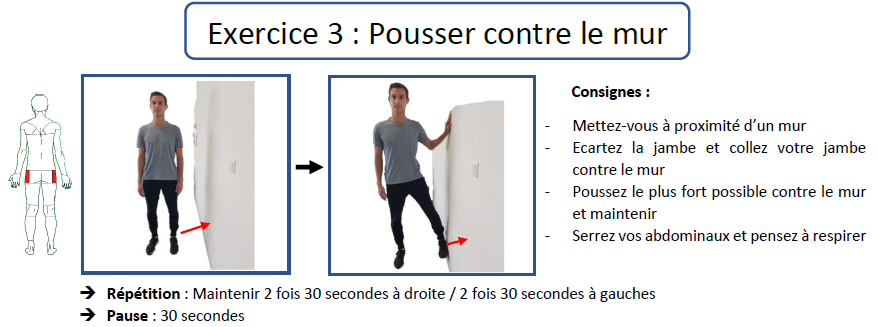 Exercice 3 : Pousser contre le mur
Consignes :
- Mettez-vous à proximité d'un mur
- Ecartez la jambe et collez votre jambe
contre le mur
- Poussez le plus fort possible contre le mur
et maintenir
- Serrez vos abdominaux et pensez à respirer
➔ Répétition : Maintenir 2 fois 30 secondes à droite / 2 fois 30 secondes à gauches
➔ Pause : 30 secondes